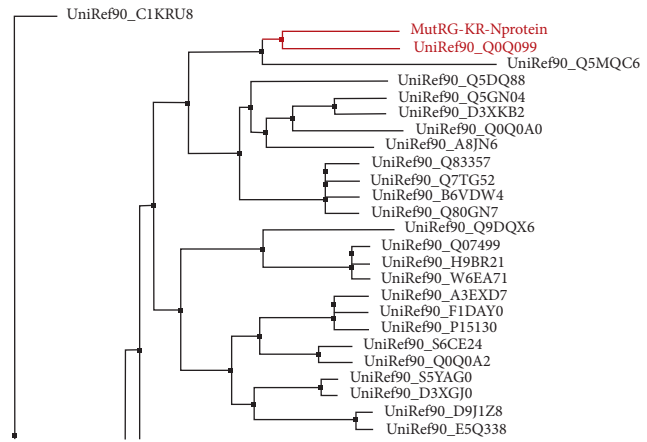 UniRef90_C1KRU8
MutRG-KR-Nprotein
UniRef90_Q0Q099
UniRef90_Q5MQC6
UniRef90_Q5DQ88
UniRef90_Q5GN04
UniRef90_D3XKB2
UniRef90_Q0Q0A0
UniRef90_A8JN6
UniRef90_Q83357
UniRef90_Q7TG52
UniRef90_B6VDW4
UniRef90_Q80GN7
UniRef90_Q9DQX6
UniRef90_Q07499
UniRef90_H9BR21
UniRef90_W6EA71
UniRef90_A3EXD7
UniRef90_F1DAY0
UniRef90_P15130
UniRef90_S6CE24
UniRef90_Q0Q0A2
UniRef90_S5YAG0
UniRef90_D3XGJ0
UniRef90_D9J1Z8
UniRef90_E5Q338